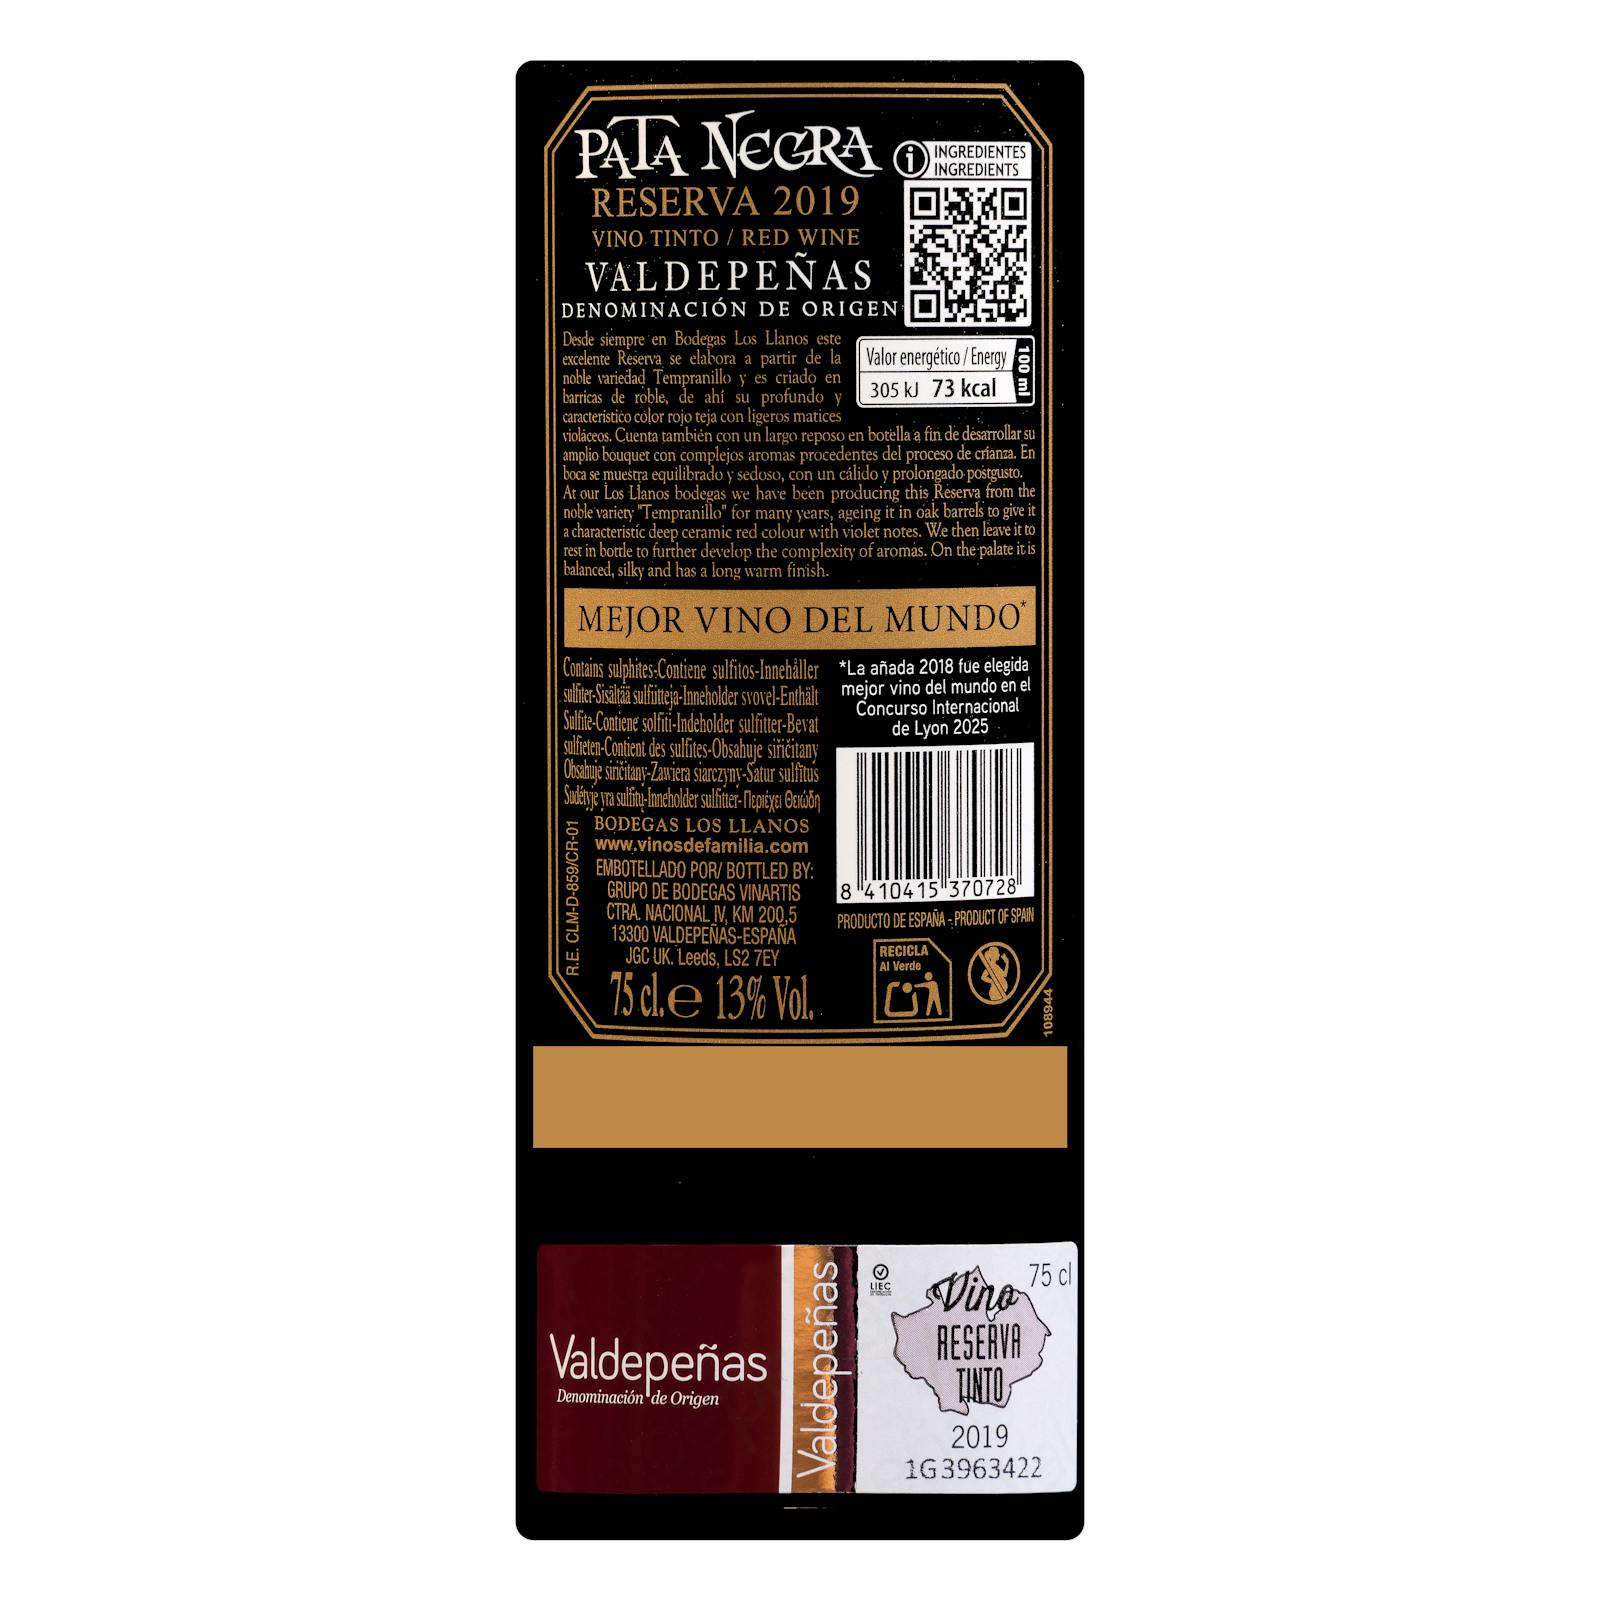 PATA NEGRA
RESERVA 2019
VINO TINTO / RED WINE
VALDEPEÑAS
DENOMINACIÓN DE ORIGEN
i INGREDIENTES
INGREDIENTS
Valor energético / Energy
305 kJ 73 kcal
100 ml
Desde siempre en Bodegas Los Llanos este
excelente Reserva se elabora a partir de la
noble variedad Tempranillo y es criado en
barricas de roble, de ahí su profundo y
característico color rojo teja con ligeros matices
violáceos. Cuenta también con un largo reposo en botella a fin de desarrollar su
amplio bouquet con complejos aromas procedentes del proceso de crianza. En
boca se muestra equilibrado y sedoso, con un cálido y prolongado postgusto.
At our Los Llanos bodegas we have been producing this Reserva from the
noble variety "Tempranillo" for many years, ageing it in oak barrels to give it
a characteristic deep ceramic red colour with violet notes. We then leave it to
rest in bottle to further develop the complexity of aromas. On the palate it is
balanced, silky and has a long warm finish.
MEJOR VINO DEL MUNDO*
Contains sulphites-Contiene sulfitos-Innehåller
sulfiter-Sisältää sulfiitteja-Inneholder svovel-Enthält
Sulfite-Contiene solfiti-Indeholder sulfitter-Bevat
sulfieten-Contient des sulfites-Obsahuje siřičitany
Obsahuje siričitany-Zawiera siarczyny-Satur sulfītus
Sudėtyje yra sulfitų-Inneholder sulfitter-Περιέχει Θειώδη
*La añada 2018 fue elegida
mejor vino del mundo en el
Concurso Internacional
de Lyon 2025
8 410415 370728
PRODUCTO DE ESPAÑA - PRODUCT OF SPAIN
BODEGAS LOS LLANOS
www.vinosdefamilia.com
EMBOTELLADO POR/ BOTTLED BY:
GRUPO DE BODEGAS VINARTIS
CTRA. NACIONAL IV, KM 200,5
13300 VALDEPEÑAS-ESPAÑA
JGC UK. Leeds, LS2 7EY
75 cl. e 13% Vol.
R.E. CLM-D-859/CR-01
RECICLA
Al Verde
108944
Valdepeñas
Denominación de Origen
Valdepeñas
LIEC
75 cl
Vino
RESERVA
TINTO
2019
1G3963422